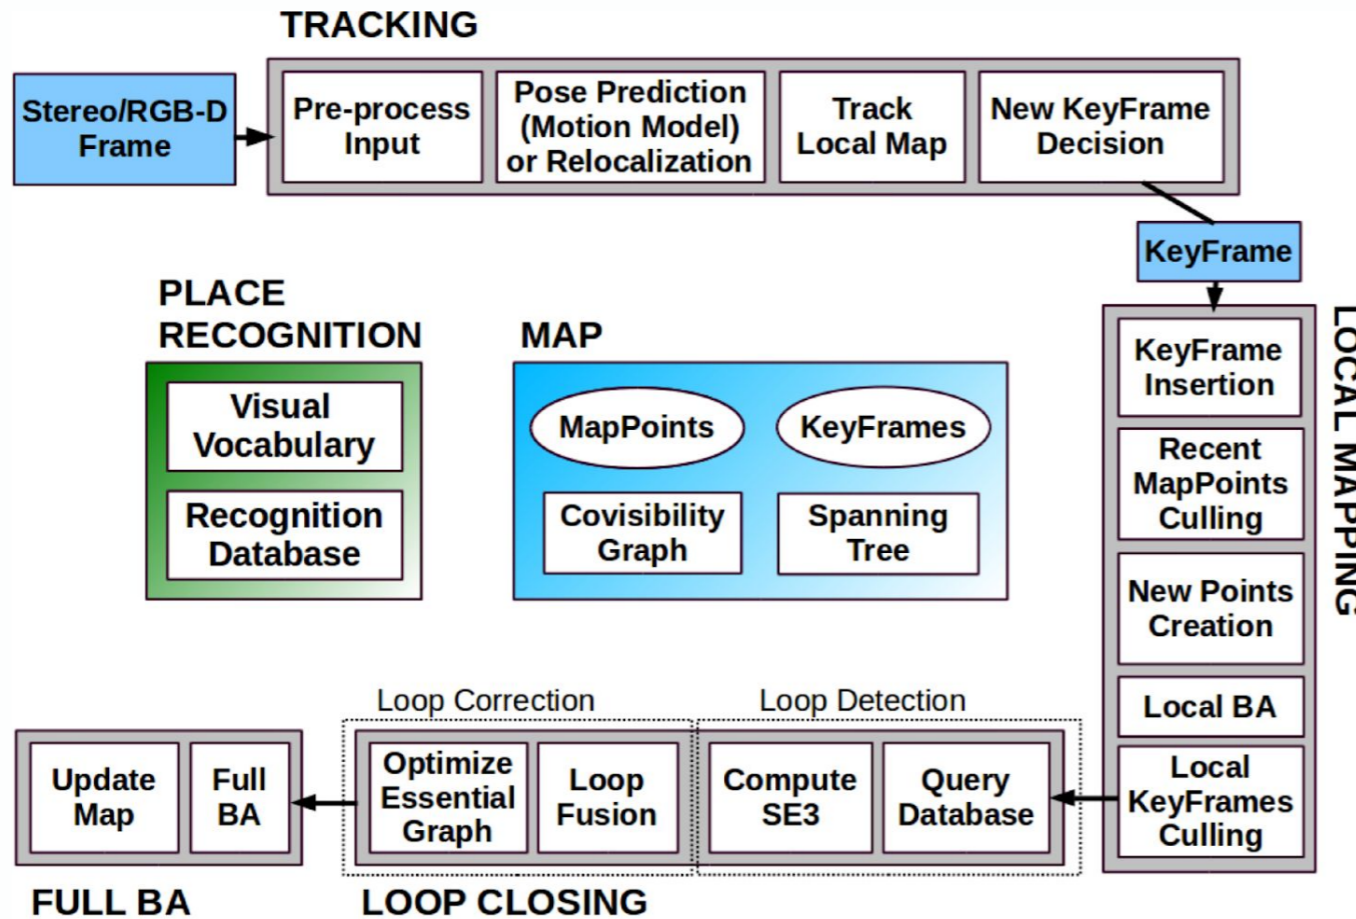 TRACKING
Stereo/RGB-D
Frame
Pre-process
Input
Pose Prediction
(Motion Model)
or Relocalization
Track
Local Map
New KeyFrame
Decision
KeyFrame
PLACE
RECOGNITION
Visual
Vocabulary
Recognition
Database
MAP
MapPoints
KeyFrames
Covisibility
Graph
Spanning
Tree
LOCAL MAPPING
KeyFrame
Insertion
Recent
MapPoints
Culling
New Points
Creation
Local BA
Local
KeyFrames
Culling
Loop Correction
Loop Detection
Update
Map
Full
BA
Optimize
Essential
Graph
Loop
Fusion
Compute
SE3
Query
Database
FULL BA
LOOP CLOSING